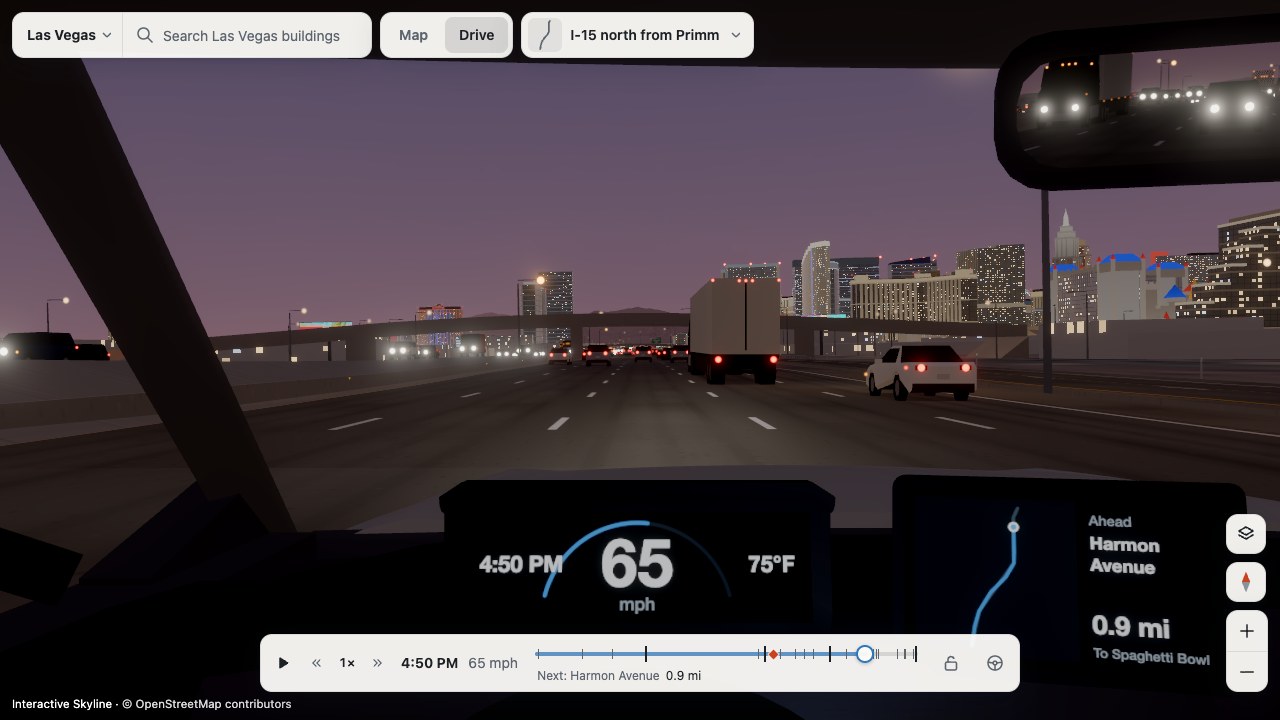 Las Vegas
Search Las Vegas buildings
Map
Drive
I-15 north from Primm
4:50 PM
65
mph
75°F
Ahead
Harmon
Avenue
0.9 mi
To Spaghetti Bowl
1×
4:50 PM
65 mph
Next: Harmon Avenue 0.9 mi
Interactive Skyline · © OpenStreetMap contributors